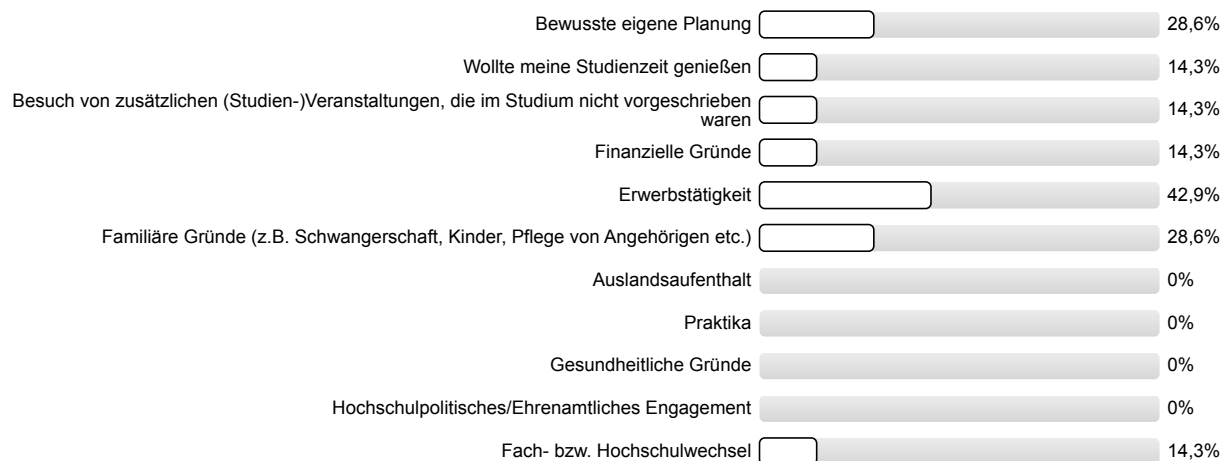 Bewusste eigene Planung 28,6%
Wollte meine Studienzeit genießen 14,3%
Besuch von zusätzlichen (Studien-)Veranstaltungen, die im Studium nicht vorgeschrieben
waren 14,3%
Finanzielle Gründe 14,3%
Erwerbstätigkeit 42,9%
Familiäre Gründe (z.B. Schwangerschaft, Kinder, Pflege von Angehörigen etc.) 28,6%
Auslandsaufenthalt 0%
Praktika 0%
Gesundheitliche Gründe 0%
Hochschulpolitisches/Ehrenamtliches Engagement 0%
Fach- bzw. Hochschulwechsel 14,3%